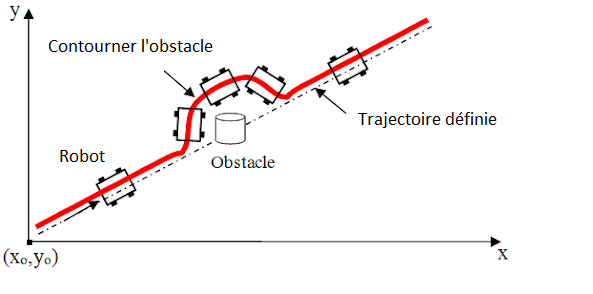 y
Contourner l'obstacle
Trajectoire définie
Robot
Obstacle
(x₀,y₀)
x